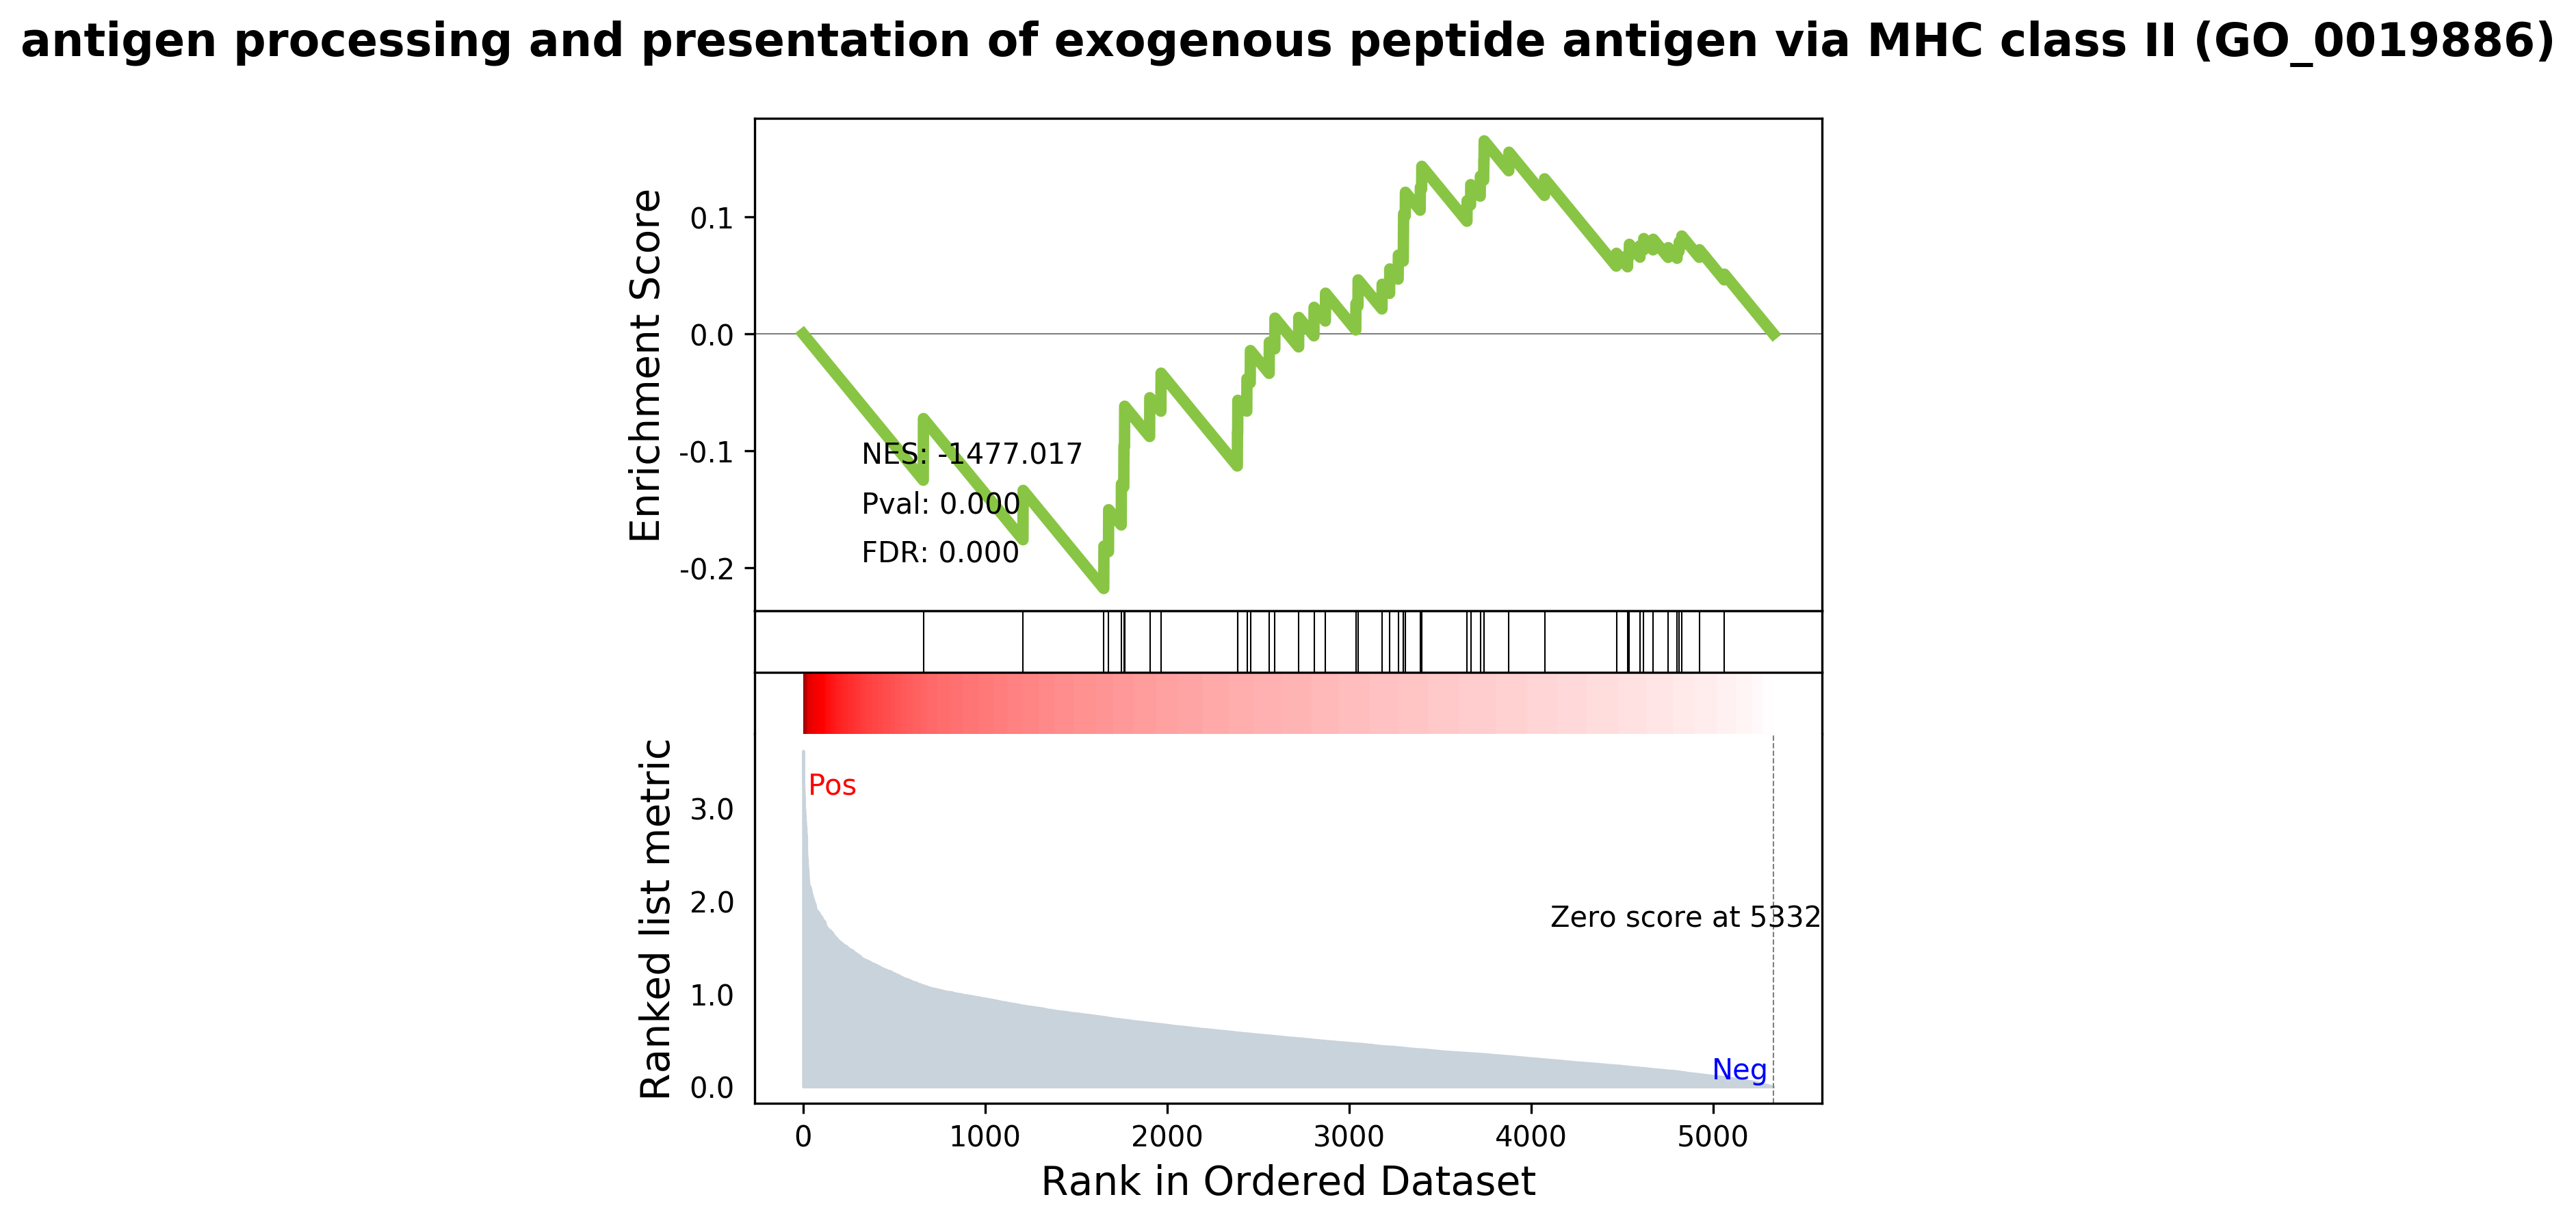 antigen processing and presentation of exogenous peptide antigen via MHC class II (GO_0019886)
Enrichment Score
0.1
0.0
-0.1
-0.2
NES: -1477.017
Pval: 0.000
FDR: 0.000
Ranked list metric
3.0
2.0
1.0
0.0
Pos
Zero score at 5332
Neg
0 1000 2000 3000 4000 5000
Rank in Ordered Dataset